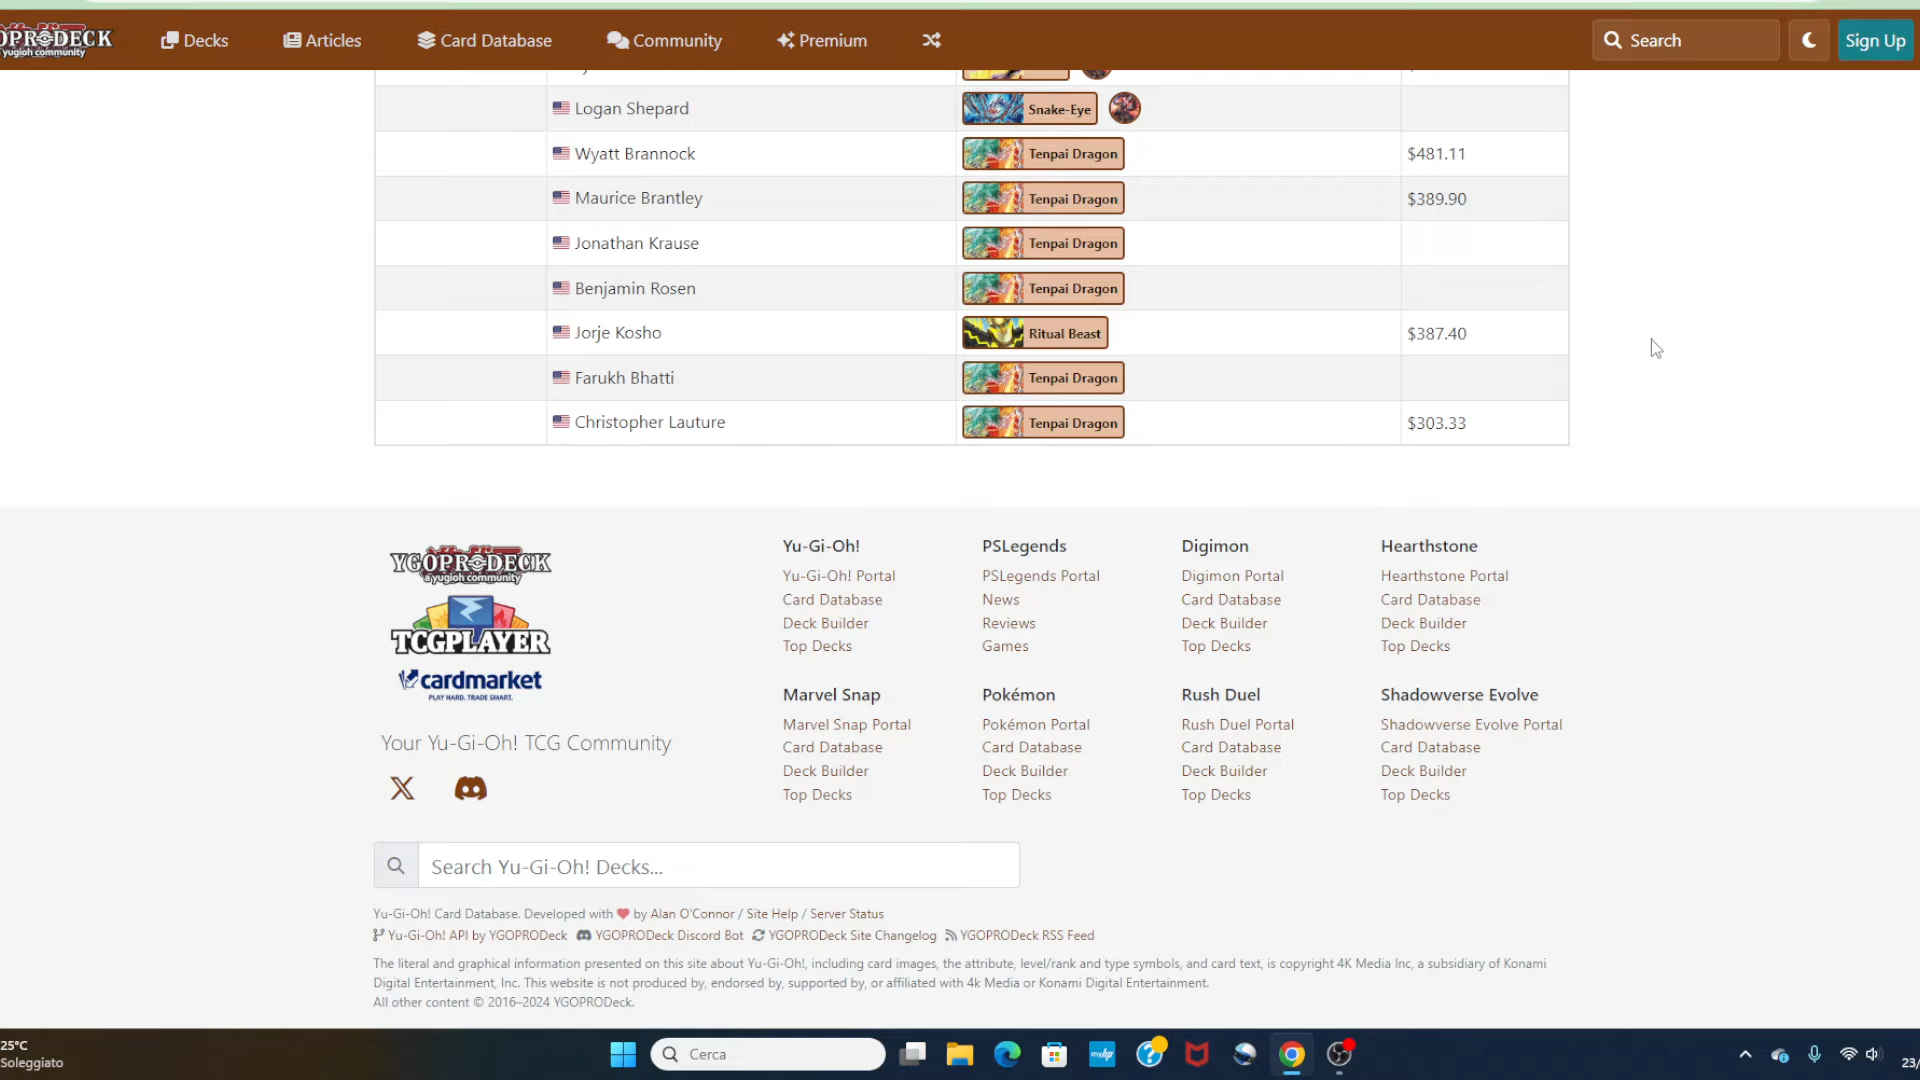 OPRODECK Decks Articles Card Database Community Premium Search Sign Up
yugioh community
Logan Shepard Snake-Eye
Wyatt Brannock Tenpai Dragon $481.11
Maurice Brantley Tenpai Dragon $389.90
Jonathan Krause Tenpai Dragon
Benjamin Rosen Tenpai Dragon
Jorje Kosho Ritual Beast $387.40
Farukh Bhatti Tenpai Dragon
Christopher Lauture Tenpai Dragon $303.33
YGOPRODECK
a yugioh community
TCGPLAYER
cardmarket
PLAY HARD. TRADE SMART.
Your Yu-Gi-Oh! TCG Community
Yu-Gi-Oh!
Yu-Gi-Oh! Portal
Card Database
Deck Builder
Top Decks
PSLegends
PSLegends Portal
News
Reviews
Games
Digimon
Digimon Portal
Card Database
Deck Builder
Top Decks
Hearthstone
Hearthstone Portal
Card Database
Deck Builder
Top Decks
Marvel Snap
Marvel Snap Portal
Card Database
Deck Builder
Top Decks
Pokémon
Pokémon Portal
Card Database
Deck Builder
Top Decks
Rush Duel
Rush Duel Portal
Card Database
Deck Builder
Top Decks
Shadowverse Evolve
Shadowverse Evolve Portal
Card Database
Deck Builder
Top Decks
Search Yu-Gi-Oh! Decks...
Yu-Gi-Oh! Card Database. Developed with ❤ by Alan O'Connor / Site Help / Server Status
Yu-Gi-Oh! API by YGOPRODeck YGOPRODeck Discord Bot YGOPRODeck Site Changelog YGOPRODeck RSS Feed
The literal and graphical information presented on this site about Yu-Gi-Oh!, including card images, the attribute, level/rank and type symbols, and card text, is copyright 4K Media Inc, a subsidiary of Konami
Digital Entertainment, Inc. This website is not produced by, endorsed by, supported by, or affiliated with 4k Media or Konami Digital Entertainment.
All other content © 2016–2024 YGOPRODeck.
25°C
Soleggiato
Cerca
myhp
23/